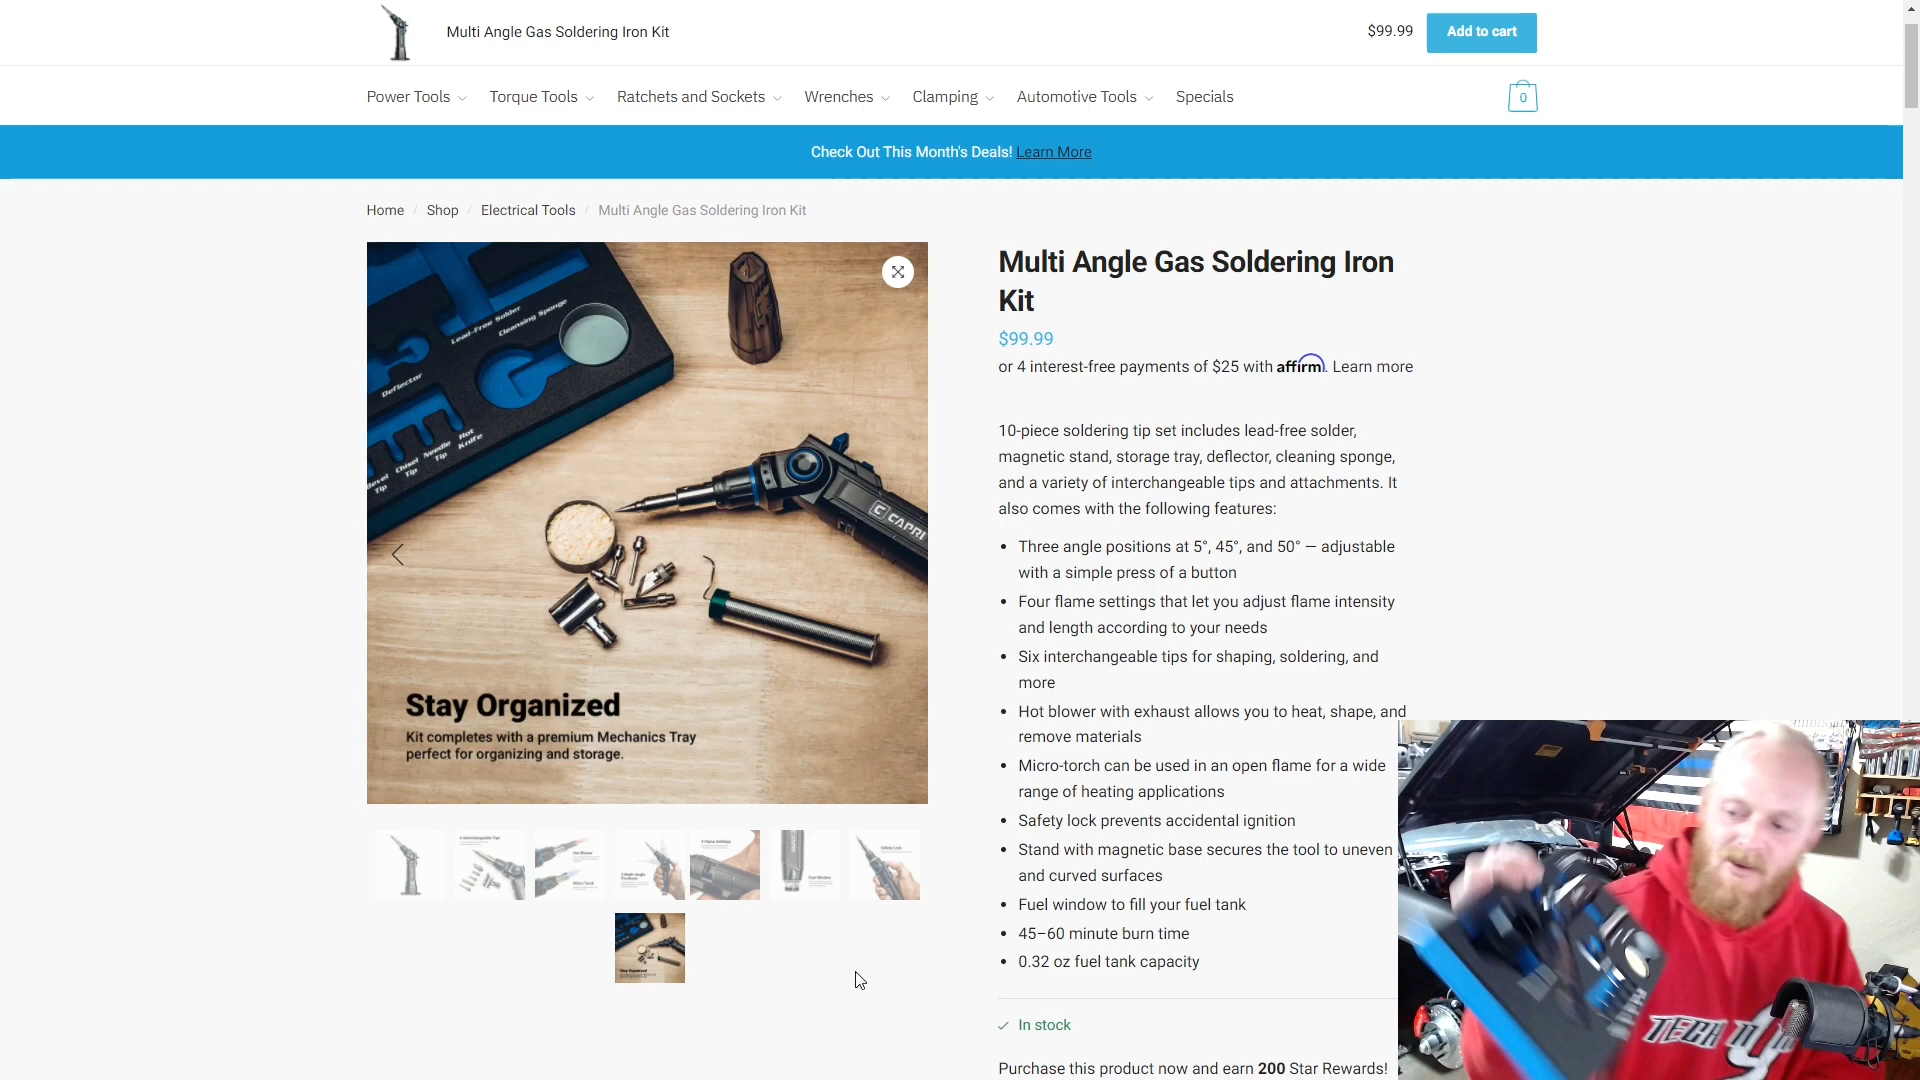 Multi Angle Gas Soldering Iron Kit
$99.99
Add to cart
Power Tools
Torque Tools
Ratchets and Sockets
Wrenches
Clamping
Automotive Tools
Specials
0
Check Out This Month's Deals! Learn More
Home / Shop / Electrical Tools / Multi Angle Gas Soldering Iron Kit
Lead-Free Solder
Cleansing Sponge
Deflector
Bevel Tip
Chisel Tip
Needle Tip
Hot Knife
CAPRI
Stay Organized
Kit completes with a premium Mechanics Tray
perfect for organizing and storage.
Multi Angle Gas Soldering Iron
Kit
$99.99
or 4 interest-free payments of $25 with affirm. Learn more
10-piece soldering tip set includes lead-free solder,
magnetic stand, storage tray, deflector, cleaning sponge,
and a variety of interchangeable tips and attachments. It
also comes with the following features:
• Three angle positions at 5°, 45°, and 50° — adjustable
with a simple press of a button
• Four flame settings that let you adjust flame intensity
and length according to your needs
• Six interchangeable tips for shaping, soldering, and
more
• Hot blower with exhaust allows you to heat, shape, and
remove materials
• Micro-torch can be used in an open flame for a wide
range of heating applications
• Safety lock prevents accidental ignition
• Stand with magnetic base secures the tool to uneven
and curved surfaces
• Fuel window to fill your fuel tank
• 45–60 minute burn time
• 0.32 oz fuel tank capacity
In stock
Purchase this product now and earn 200 Star Rewards!